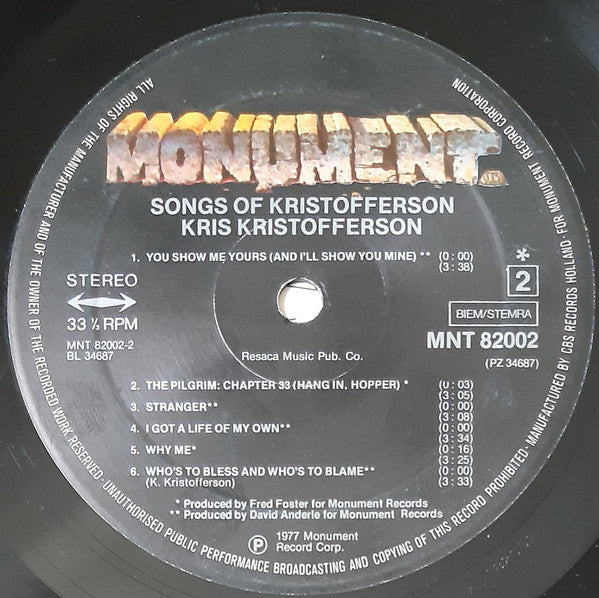 ALL RIGHTS OF THE MANUFACTURER AND OF THE OWNER OF THE RECORDED WORK RESERVED · UNAUTHORISED PUBLIC PERFORMANCE BROADCASTING AND COPYING OF THIS RECORD PROHIBITED · MANUFACTURED BY CBS RECORDS HOLLAND · FOR MONUMENT RECORD CORPORATION
MONUMENT
SONGS OF KRISTOFFERSON
KRIS KRISTOFFERSON
1. YOU SHOW ME YOURS (AND I'LL SHOW YOU MINE) ** (0 : 00)
(3 : 38)
STEREO
33 ⅓ RPM
MNT 82002-2
BL 34687
*
2
BIEM/STEMRA
MNT 82002
(PZ 34687)
Resaca Music Pub. Co.
2. THE PILGRIM: CHAPTER 33 (HANG IN, HOPPER) * (0 : 03)
(3 : 05)
3. STRANGER** (0 : 00)
(3 : 08)
4. I GOT A LIFE OF MY OWN** (0 : 00)
(3 : 34)
5. WHY ME* (0 : 16)
(3 : 25)
6. WHO'S TO BLESS AND WHO'S TO BLAME** (0 : 00)
(K. Kristofferson) (3 : 33)
* Produced by Fred Foster for Monument Records
** Produced by David Anderle for Monument Records
Ⓟ 1977 Monument
Record Corp.